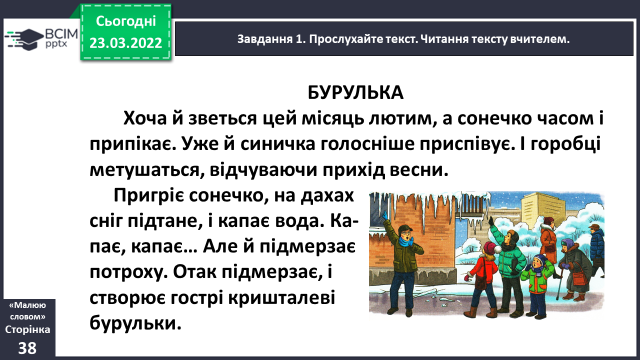 ВСІМ
pptx
Сьогодні
23.03.2022
Завдання 1. Прослухайте текст. Читання тексту вчителем.
БУРУЛЬКА
Хоча й зветься цей місяць лютим, а сонечко часом і
припікає. Уже й синичка голосніше приспівує. І горобці
метушаться, відчуваючи прихід весни.
Пригріє сонечко, на дахах
сніг підтане, і капає вода. Ка-
пає, капає… Але й підмерзає
потроху. Отак підмерзає, і
створює гострі кришталеві
бурульки.
«Малюю
словом»
Сторінка
38